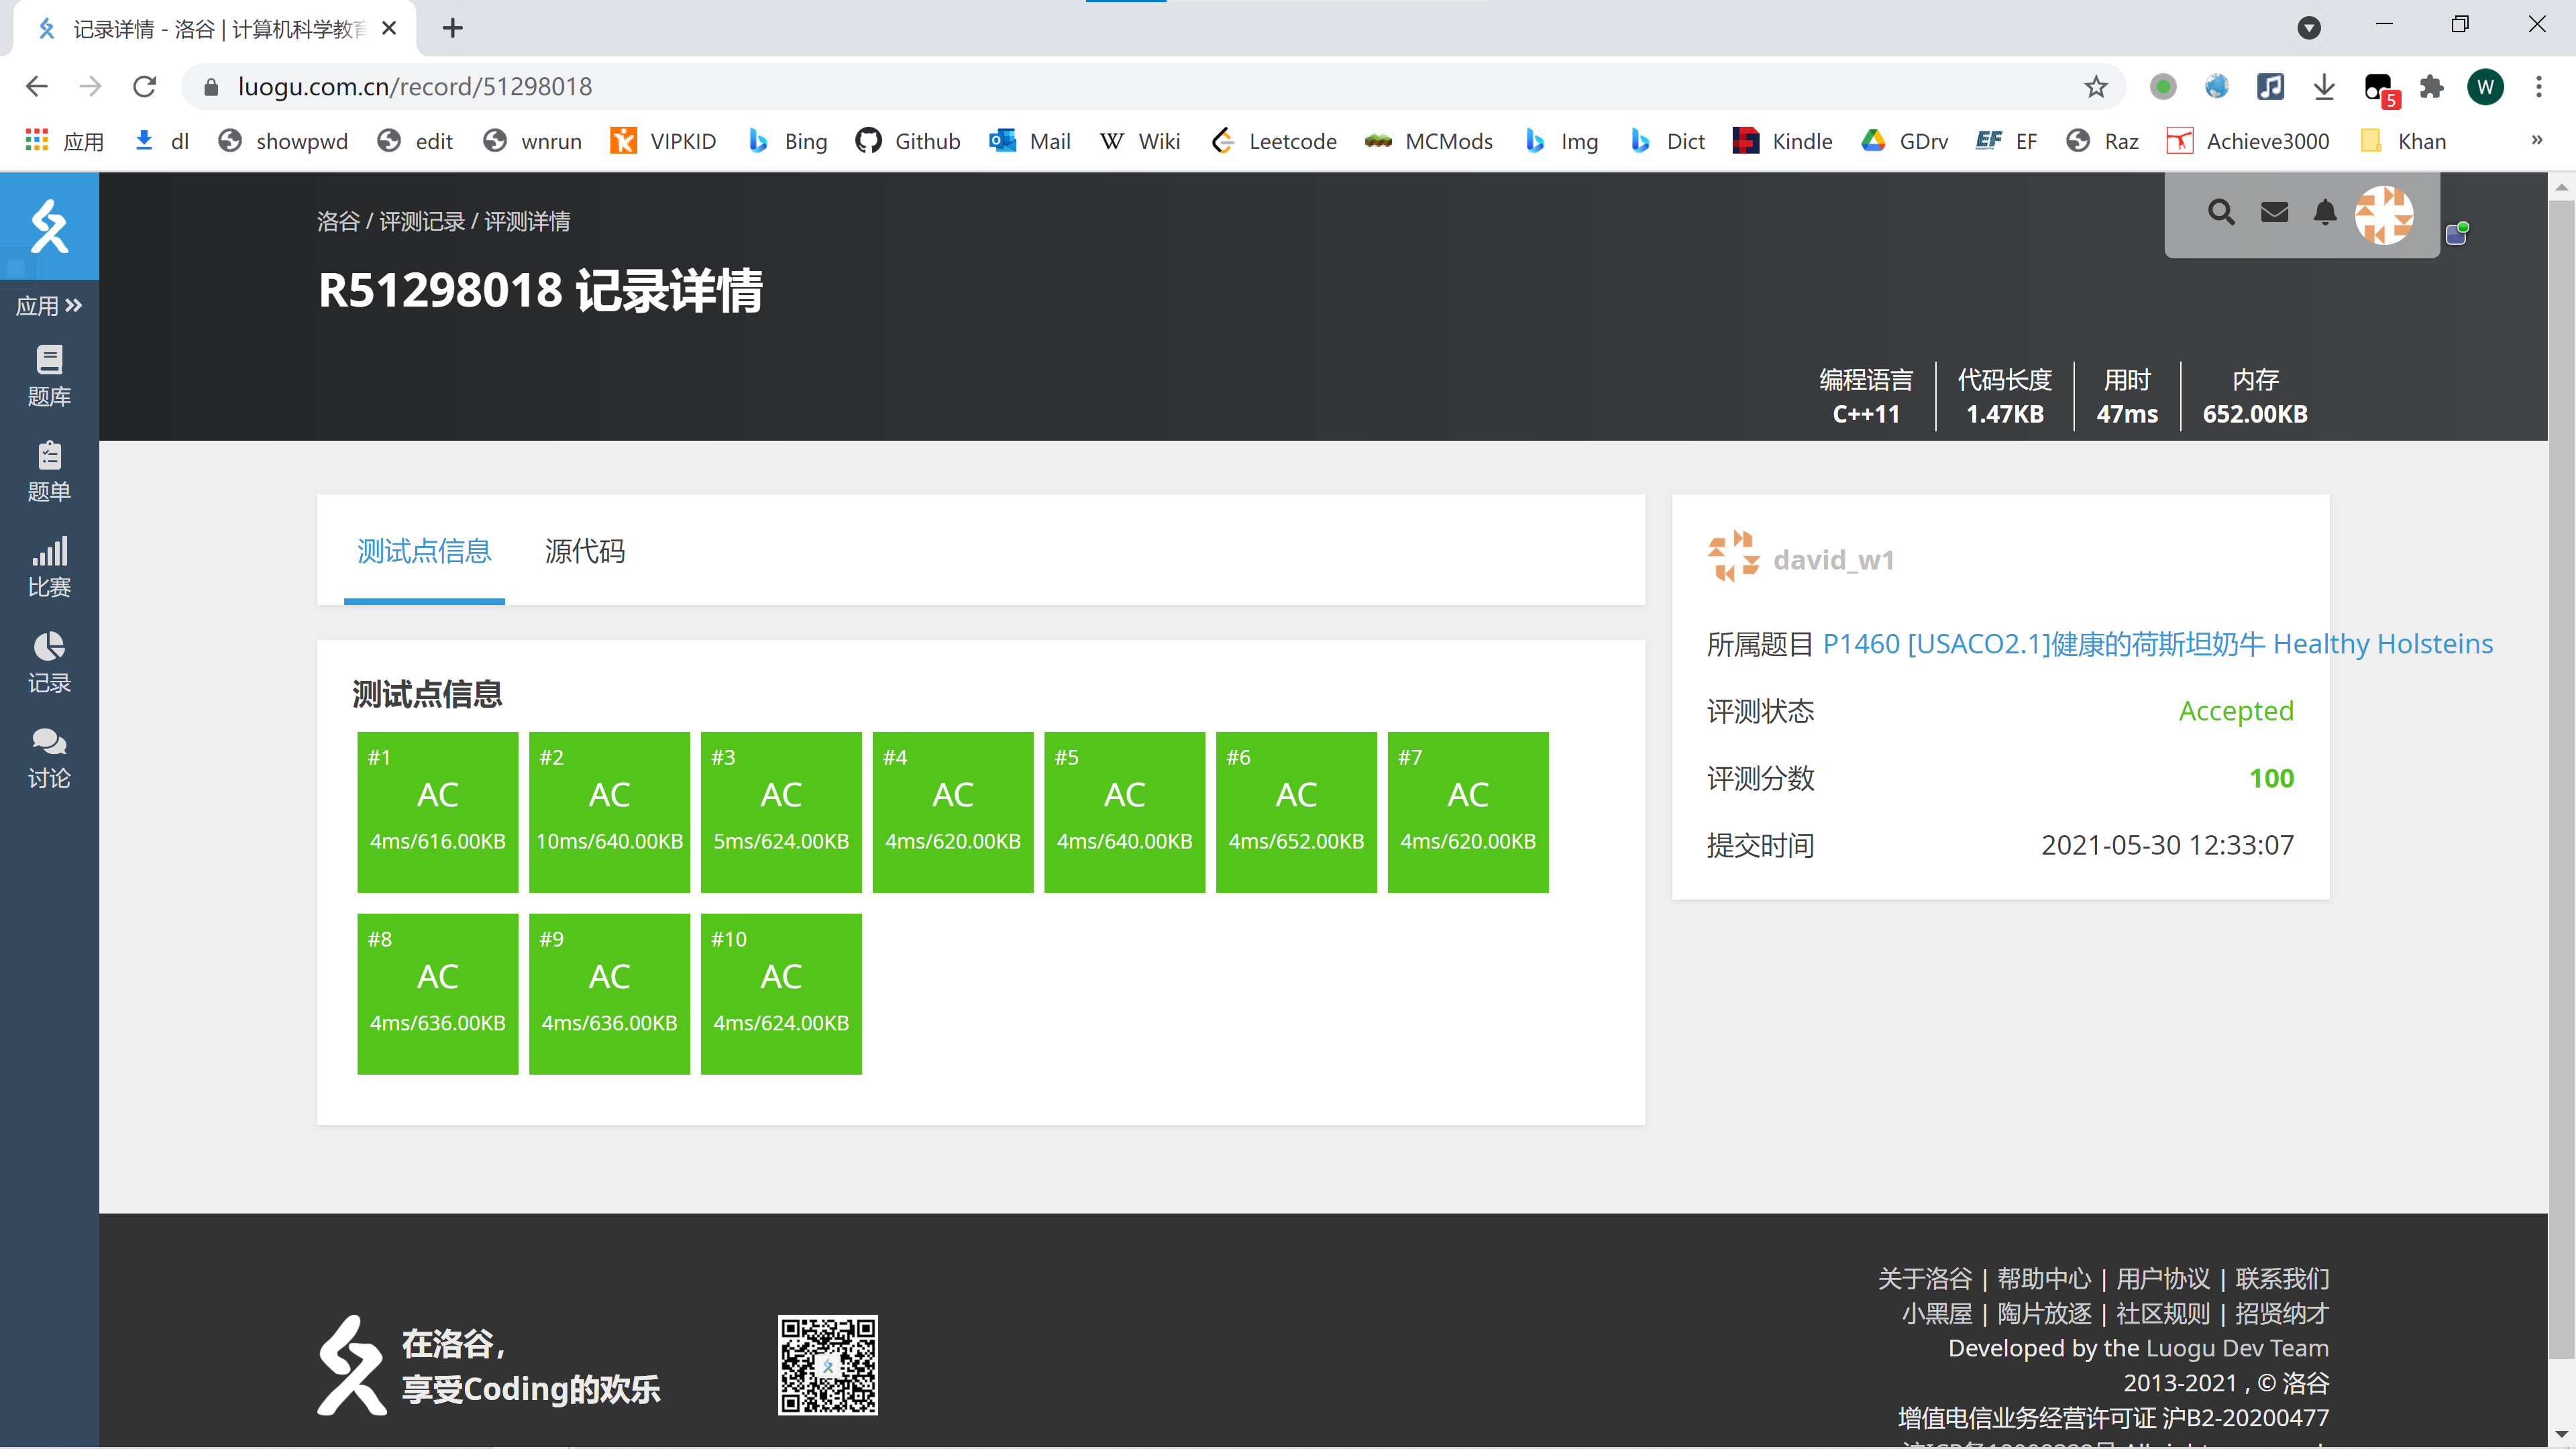 记录详情 - 洛谷 | 计算机科学教育
luogu.com.cn/record/51298018
5
W
应用 dl showpwd edit wnrun VIPKID Bing Github Mail Wiki Leetcode MCMods Img Dict Kindle GDrv EF Raz Achieve3000 Khan »
洛谷 / 评测记录 / 评测详情
R51298018 记录详情
应用
题库
题单
比赛
记录
讨论
编程语言 代码长度 用时 内存
C++11 1.47KB 47ms 652.00KB
测试点信息 源代码
测试点信息
#1 #2 #3 #4 #5 #6 #7
AC AC AC AC AC AC AC
4ms/616.00KB 10ms/640.00KB 5ms/624.00KB 4ms/620.00KB 4ms/640.00KB 4ms/652.00KB 4ms/620.00KB
#8 #9 #10
AC AC AC
4ms/636.00KB 4ms/636.00KB 4ms/624.00KB
david_w1
所属题目 P1460 [USACO2.1]健康的荷斯坦奶牛 Healthy Holsteins
评测状态 Accepted
评测分数 100
提交时间 2021-05-30 12:33:07
在洛谷，
享受Coding的欢乐
关于洛谷 | 帮助中心 | 用户协议 | 联系我们
小黑屋 | 陶片放逐 | 社区规则 | 招贤纳才
Developed by the Luogu Dev Team
2013-2021 , © 洛谷
增值电信业务经营许可证 沪B2-20200477